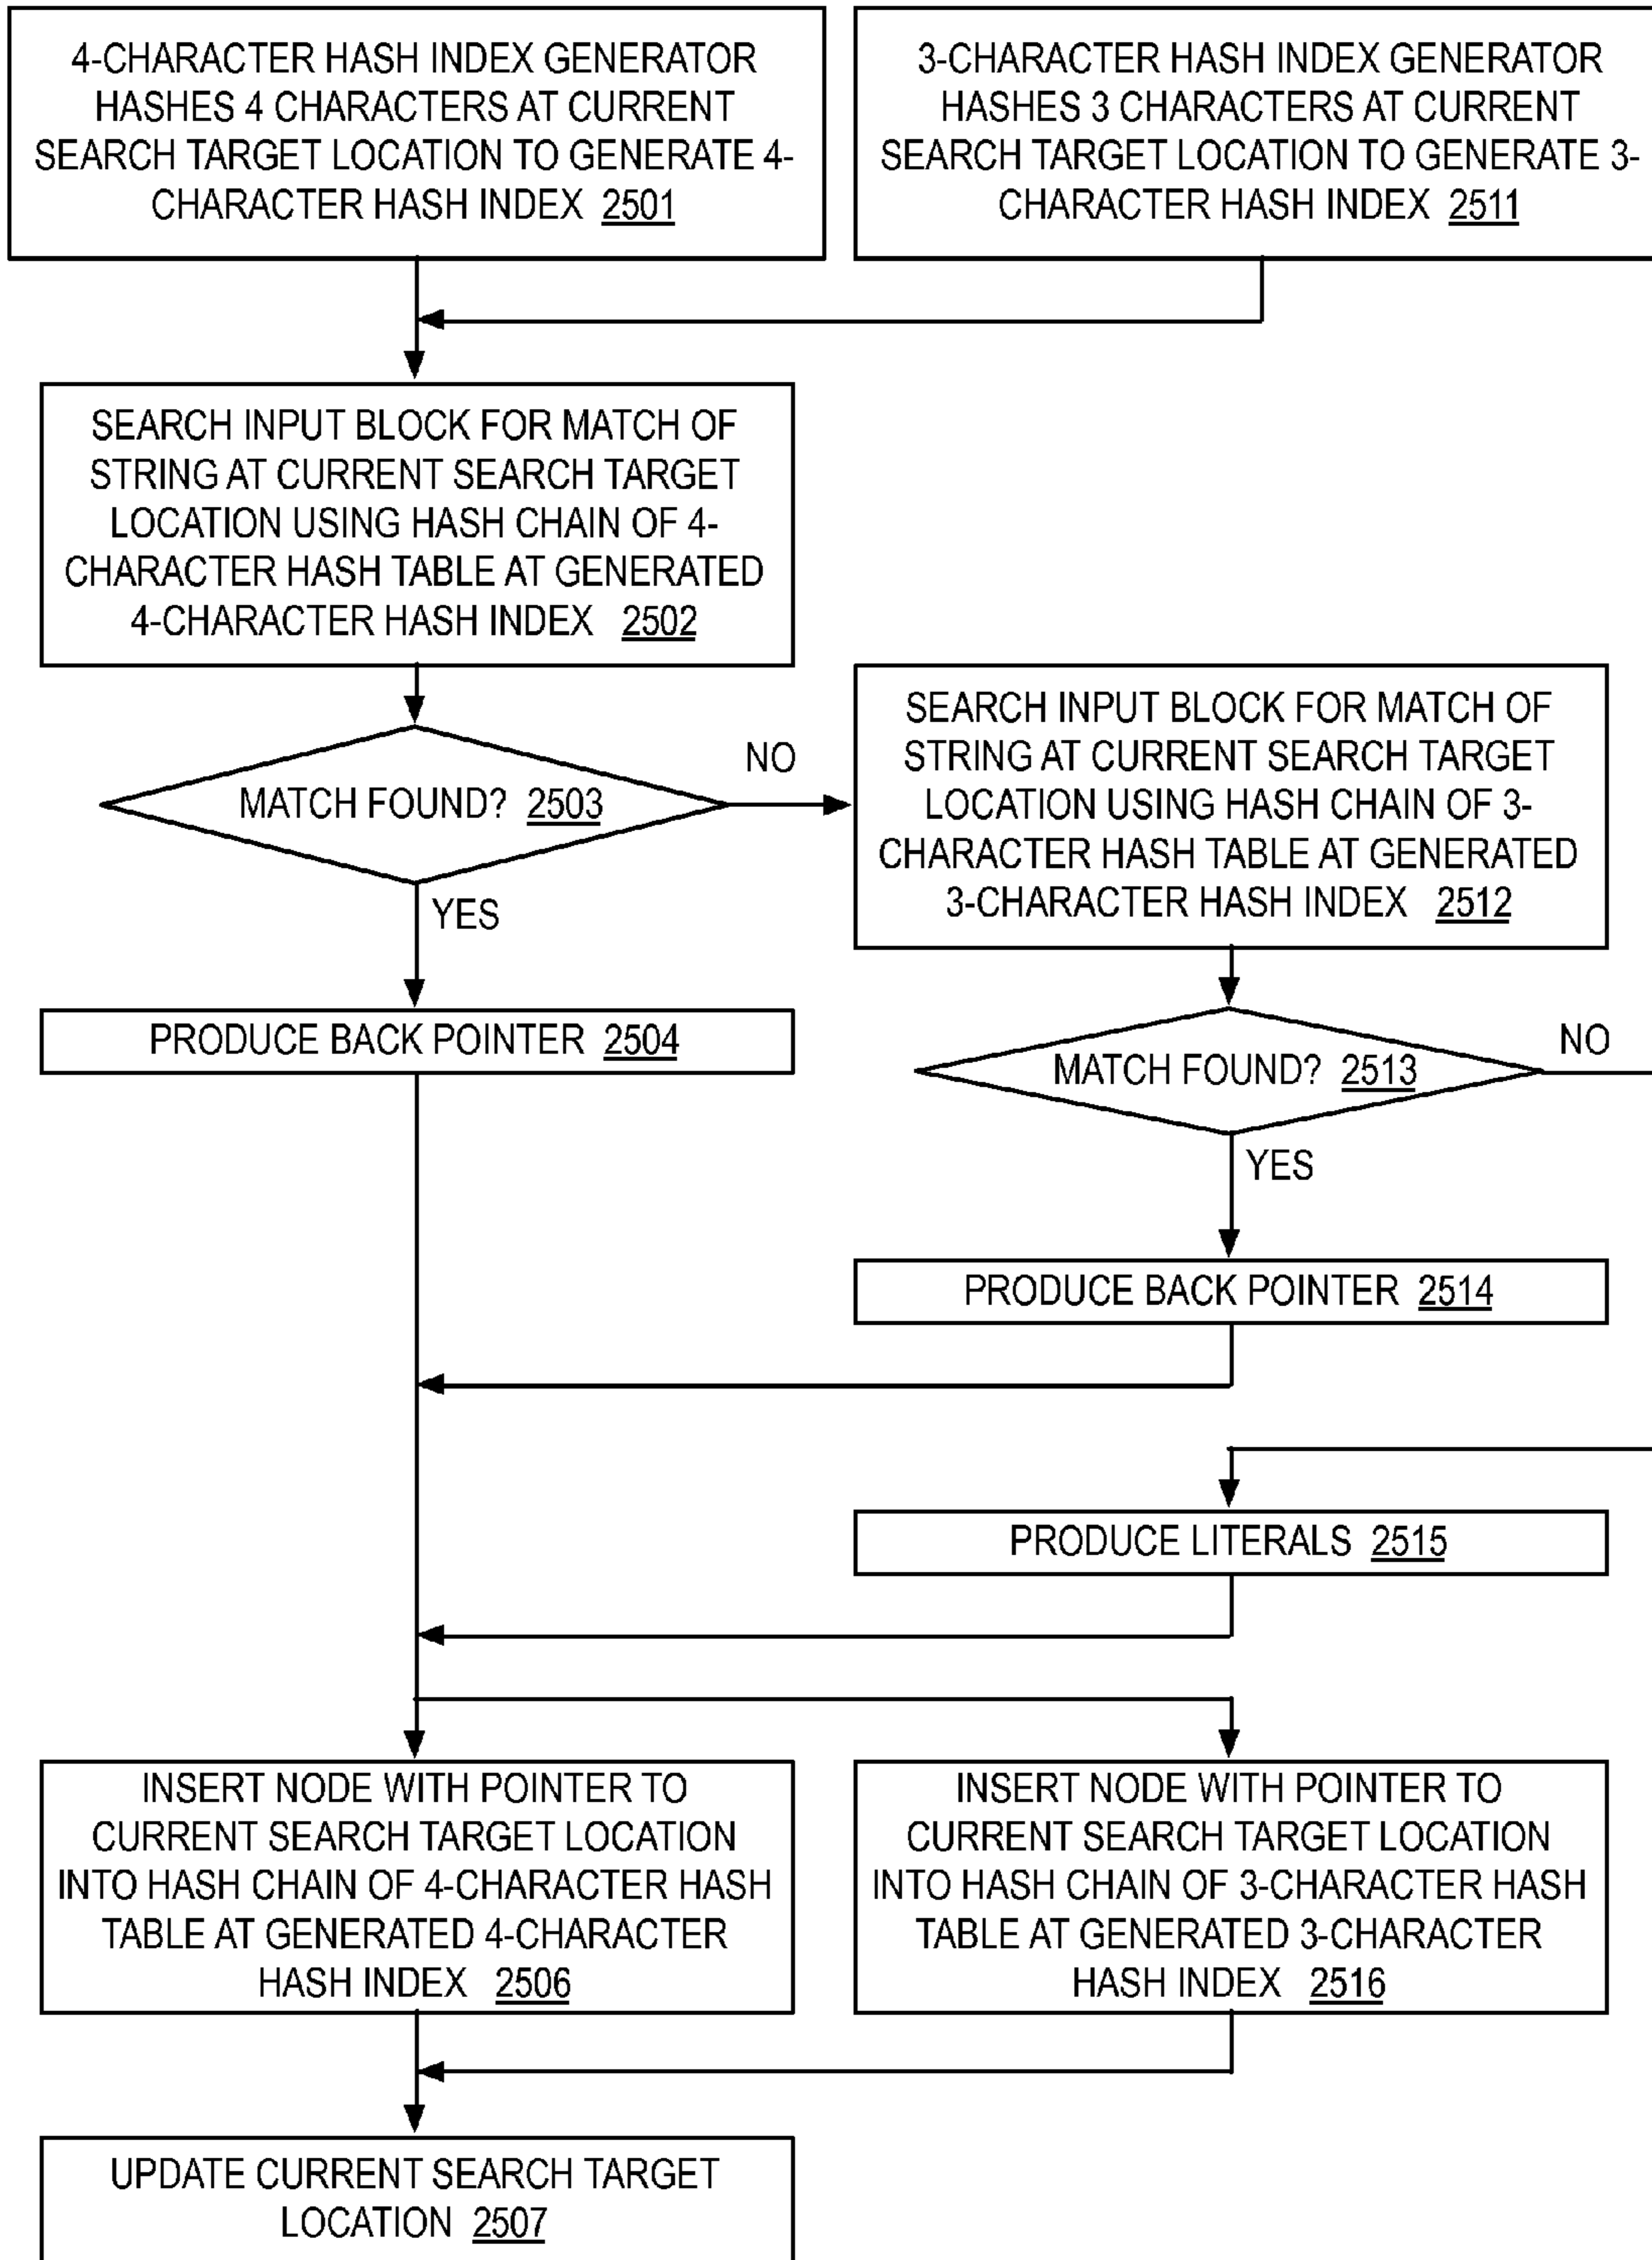 4-CHARACTER HASH INDEX GENERATOR
HASHES 4 CHARACTERS AT CURRENT
SEARCH TARGET LOCATION TO GENERATE 4-
CHARACTER HASH INDEX 2501
3-CHARACTER HASH INDEX GENERATOR
HASHES 3 CHARACTERS AT CURRENT
SEARCH TARGET LOCATION TO GENERATE 3-
CHARACTER HASH INDEX 2511
SEARCH INPUT BLOCK FOR MATCH OF
STRING AT CURRENT SEARCH TARGET
LOCATION USING HASH CHAIN OF 4-
CHARACTER HASH TABLE AT GENERATED
4-CHARACTER HASH INDEX 2502
MATCH FOUND? 2503
NO
YES
SEARCH INPUT BLOCK FOR MATCH OF
STRING AT CURRENT SEARCH TARGET
LOCATION USING HASH CHAIN OF 3-
CHARACTER HASH TABLE AT GENERATED
3-CHARACTER HASH INDEX 2512
PRODUCE BACK POINTER 2504
MATCH FOUND? 2513
NO
YES
PRODUCE BACK POINTER 2514
PRODUCE LITERALS 2515
INSERT NODE WITH POINTER TO
CURRENT SEARCH TARGET LOCATION
INTO HASH CHAIN OF 4-CHARACTER HASH
TABLE AT GENERATED 4-CHARACTER
HASH INDEX 2506
INSERT NODE WITH POINTER TO
CURRENT SEARCH TARGET LOCATION
INTO HASH CHAIN OF 3-CHARACTER HASH
TABLE AT GENERATED 3-CHARACTER
HASH INDEX 2516
UPDATE CURRENT SEARCH TARGET
LOCATION 2507